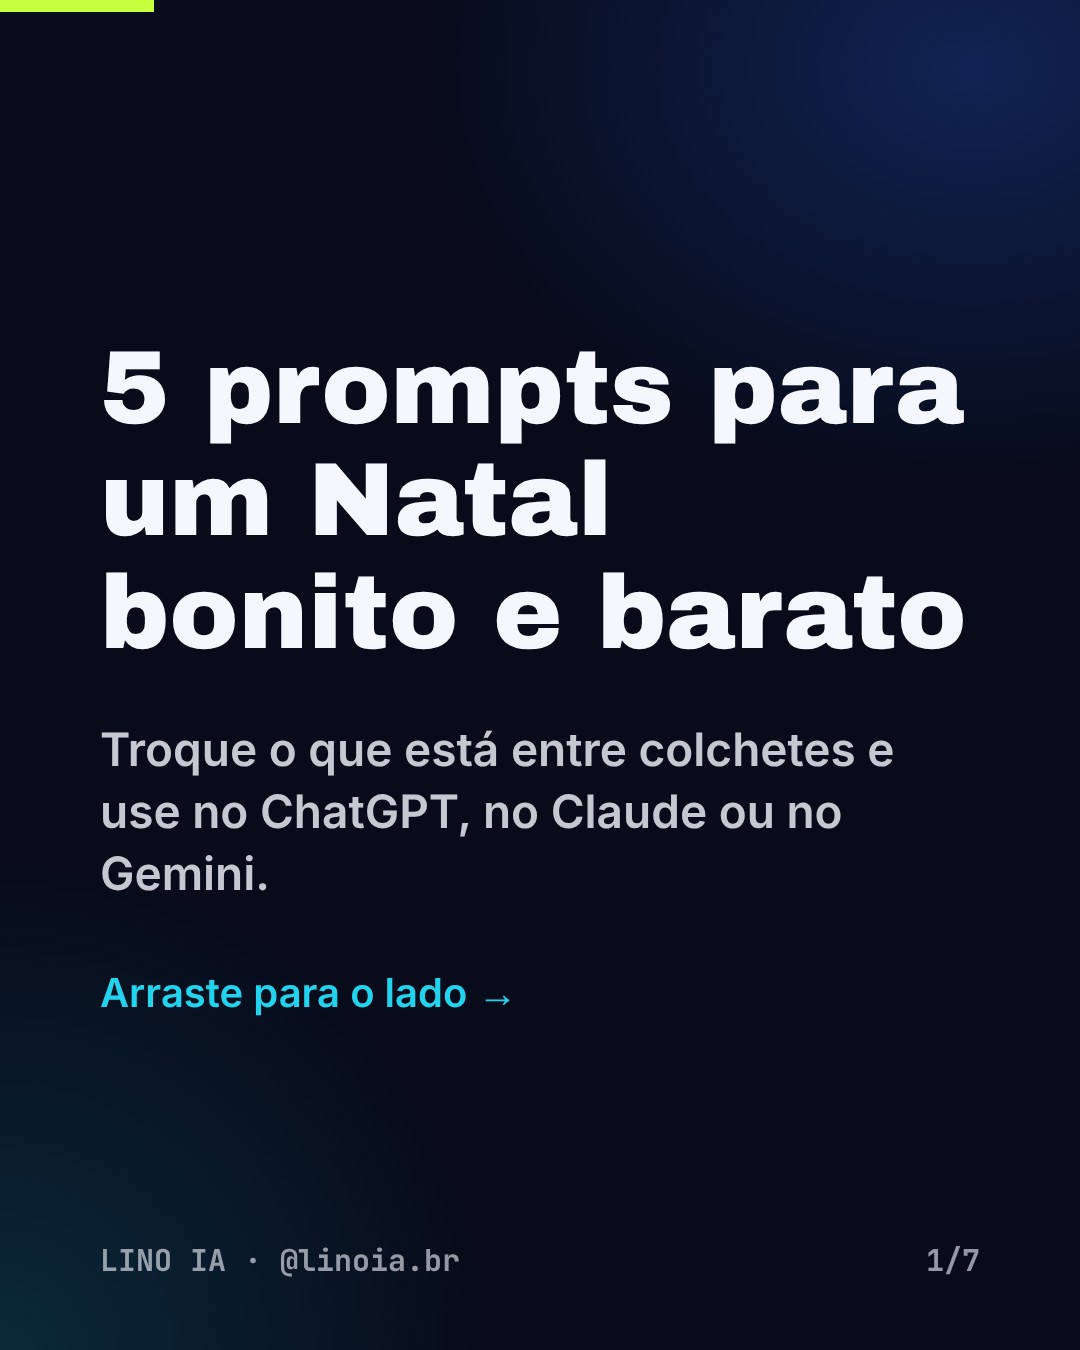 5 prompts para
um Natal
bonito e barato
Troque o que está entre colchetes e
use no ChatGPT, no Claude ou no
Gemini.
Arraste para o lado →
LINO IA · @linoia.br
1/7